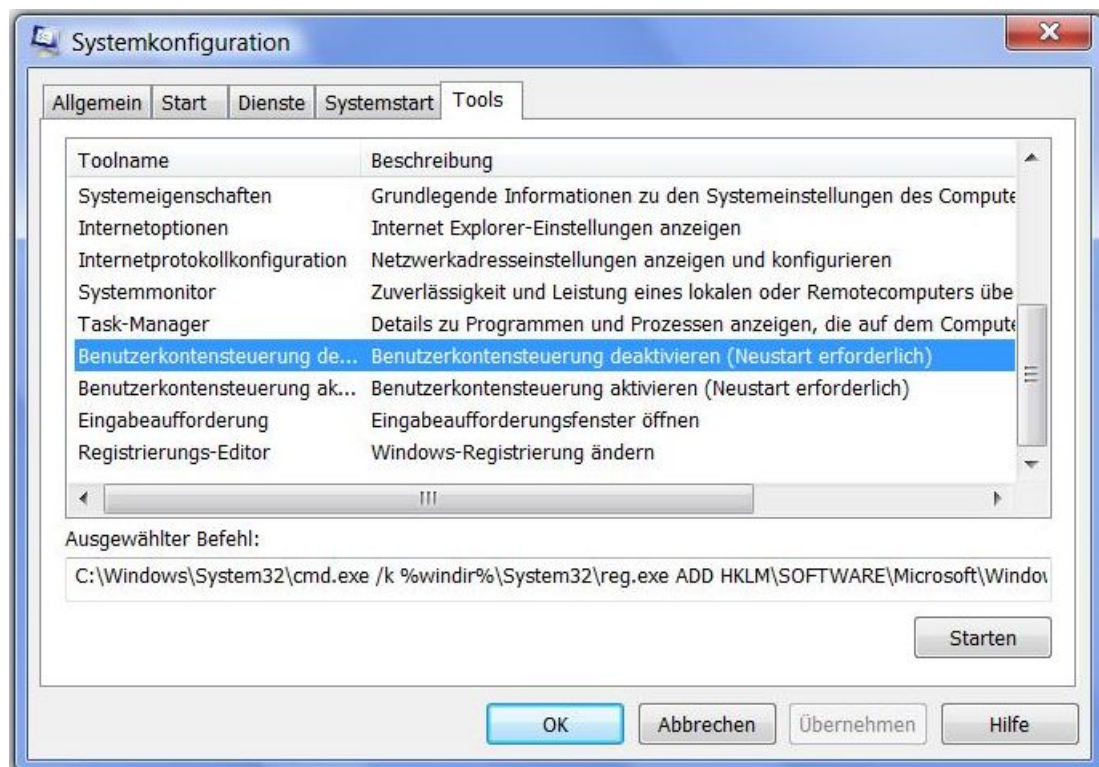 Systemkonfiguration
Allgemein Start Dienste Systemstart Tools
Toolname Beschreibung
Systemeigenschaften Grundlegende Informationen zu den Systemeinstellungen des Compute
Internetoptionen Internet Explorer-Einstellungen anzeigen
Internetprotokollkonfiguration Netzwerkadresseinstellungen anzeigen und konfigurieren
Systemmonitor Zuverlässigkeit und Leistung eines lokalen oder Remotecomputers übe
Task-Manager Details zu Programmen und Prozessen anzeigen, die auf dem Compute
Benutzerkontensteuerung de... Benutzerkontensteuerung deaktivieren (Neustart erforderlich)
Benutzerkontensteuerung ak... Benutzerkontensteuerung aktivieren (Neustart erforderlich)
Eingabeaufforderung Eingabeaufforderungsfenster öffnen
Registrierungs-Editor Windows-Registrierung ändern
Ausgewählter Befehl:
C:\Windows\System32\cmd.exe /k %windir%\System32\reg.exe ADD HKLM\SOFTWARE\Microsoft\Window
Starten
OK Abbrechen Übernehmen Hilfe